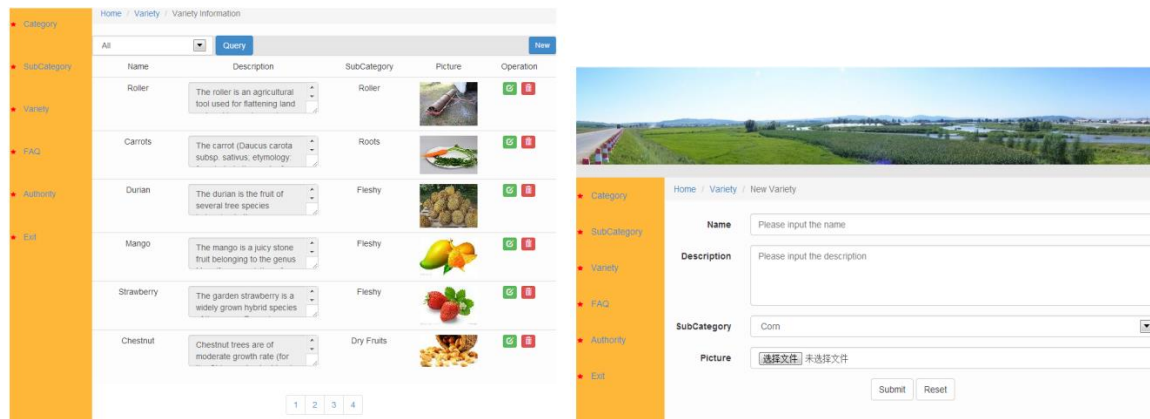 Home / Variety / Variety Information
Category
SubCategory
Variety
FAQ
Authority
Exit
All
Query
New
Name Description SubCategory Picture Operation
Roller
The roller is an agricultural
tool used for flattening land
Roller
Carrots
The carrot (Daucus carota
subsp. sativus; etymology:
Roots
Durian
The durian is the fruit of
several tree species
Fleshy
Mango
The mango is a juicy stone
fruit belonging to the genus
Fleshy
Strawberry
The garden strawberry is a
widely grown hybrid species
Fleshy
Chestnut
Chestnut trees are of
moderate growth rate (for
Dry Fruits
1 2 3 4
Category
SubCategory
Variety
FAQ
Authority
Exit
Home / Variety / New Variety
Name Please input the name
Description Please input the description
SubCategory Corn
Picture 选择文件 未选择文件
Submit Reset